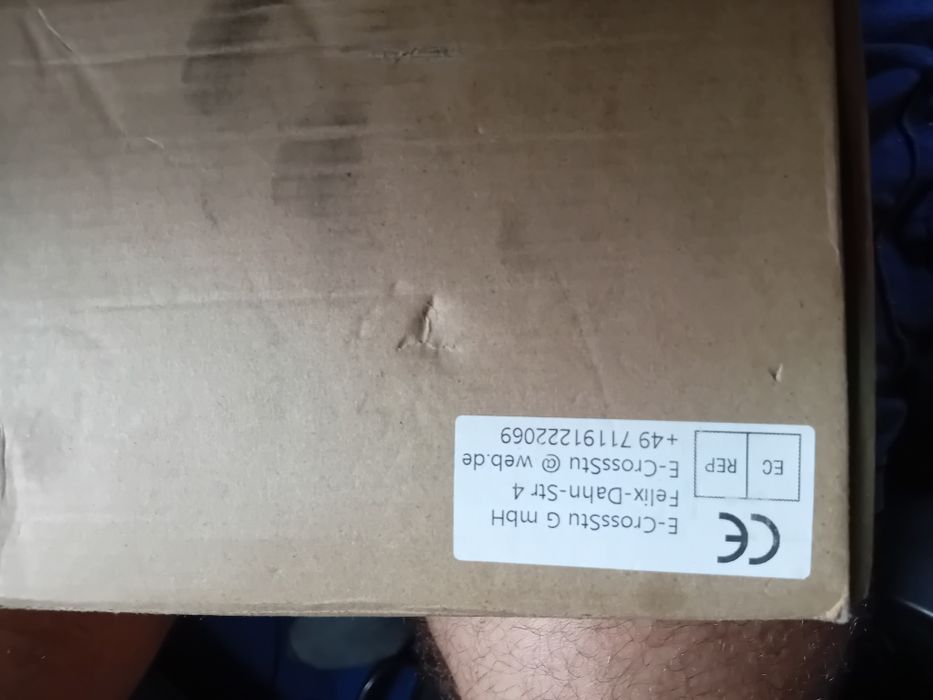 CE
E-CrossStu G mbH
Felix-Dahn-Str 4
E-CrossStu @ web.de
+49 71191222069
EC REP